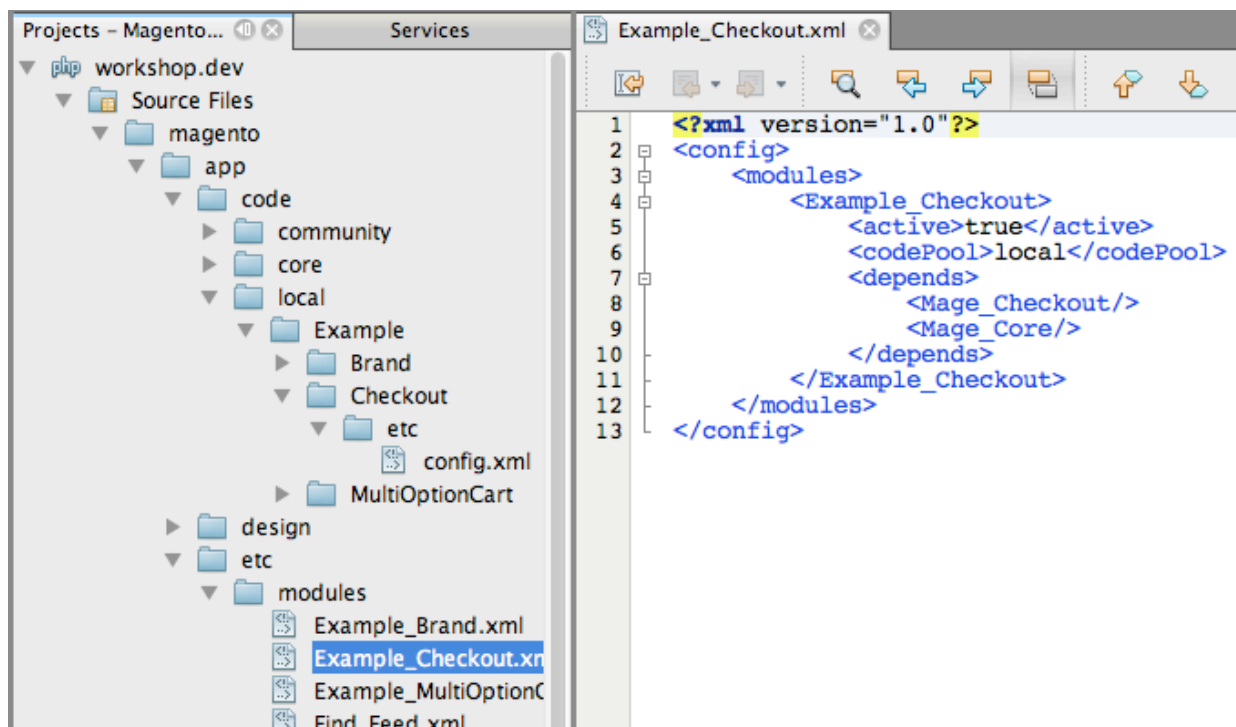 Projects – Magento...
Services
workshop.dev
Source Files
magento
app
code
community
core
local
Example
Brand
Checkout
etc
config.xml
MultiOptionCart
design
etc
modules
Example_Brand.xml
Example_Checkout.xm
Example_MultiOptionC
Find_Feed.xml
Example_Checkout.xml
1 <?xml version="1.0"?>
2 <config>
3 <modules>
4 <Example_Checkout>
5 <active>true</active>
6 <codePool>local</codePool>
7 <depends>
8 <Mage_Checkout/>
9 <Mage_Core/>
10 </depends>
11 </Example_Checkout>
12 </modules>
13 </config>